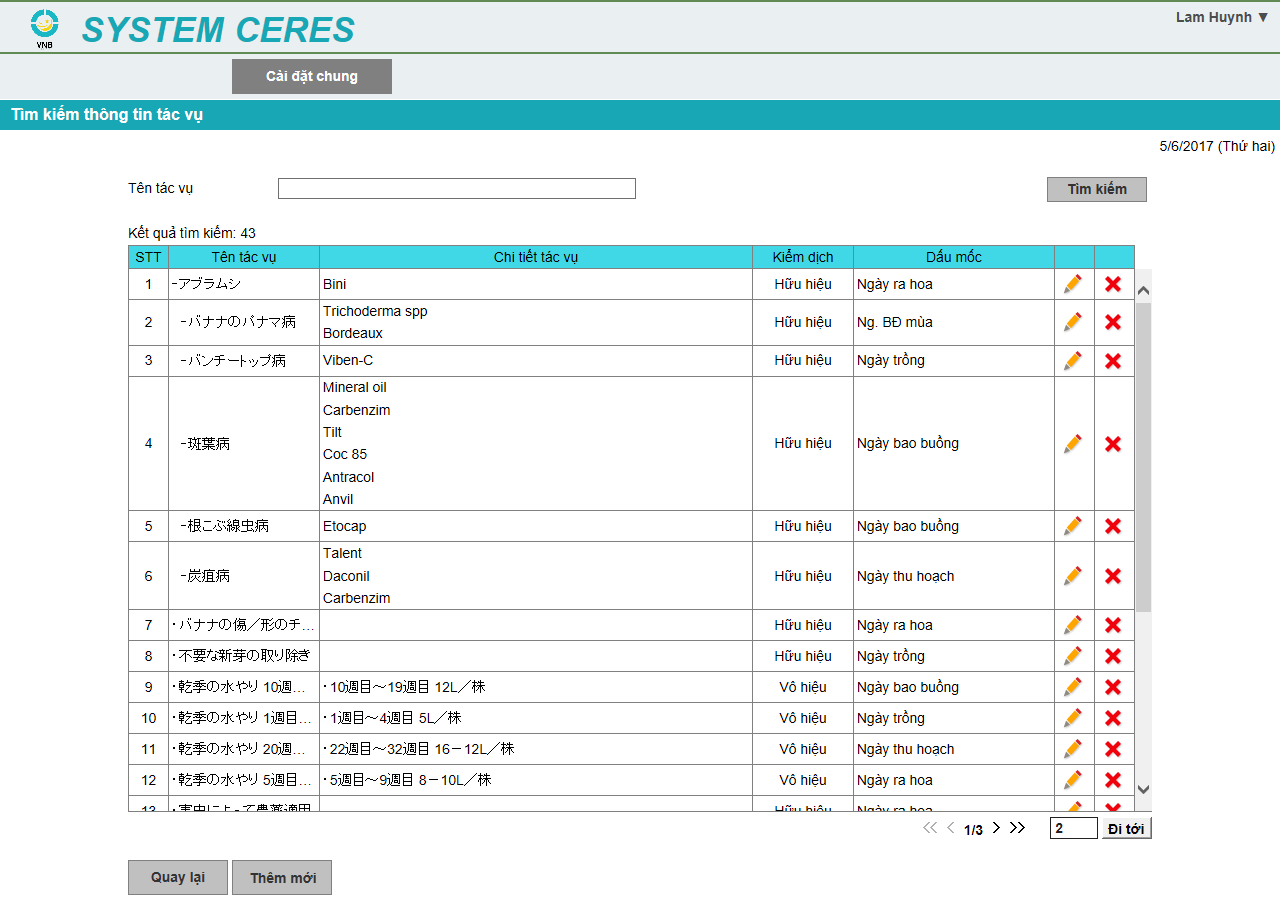 VNB
SYSTEM CERES
Lam Huynh ▼
Cài đặt chung
Tìm kiếm thông tin tác vụ
5/6/2017 (Thứ hai)
Tên tác vụ
Tìm kiếm
Kết quả tìm kiếm: 43
STT Tên tác vụ Chi tiết tác vụ Kiểm dịch Dấu mốc
1 -アブラムシ Bini Hữu hiệu Ngày ra hoa
2 -バナナのパナマ病 Trichoderma spp Hữu hiệu Ng. BĐ mùa
Bordeaux
3 -バンチートップ病 Viben-C Hữu hiệu Ngày trồng
4 -斑葉病 Mineral oil Hữu hiệu Ngày bao buồng
Carbenzim
Tilt
Coc 85
Antracol
Anvil
5 -根こぶ線虫病 Etocap Hữu hiệu Ngày bao buồng
6 -炭疽病 Talent Hữu hiệu Ngày thu hoạch
Daconil
Carbenzim
7 ・バナナの傷／形のチ... Hữu hiệu Ngày ra hoa
8 ・不要な新芽の取り除き Hữu hiệu Ngày trồng
9 ・乾季の水やり 10週... ・10週目～19週目 12L／株 Vô hiệu Ngày bao buồng
10 ・乾季の水やり 1週目... ・1週目～4週目 5L／株 Vô hiệu Ngày trồng
11 ・乾季の水やり 20週... ・22週目～32週目 16－12L／株 Vô hiệu Ngày thu hoạch
12 ・乾季の水やり 5週目... ・5週目～9週目 8－10L／株 Vô hiệu Ngày ra hoa
13 Hữu hiệu Ngày ra hoa
1/3
2
Đi tới
Quay lại
Thêm mới